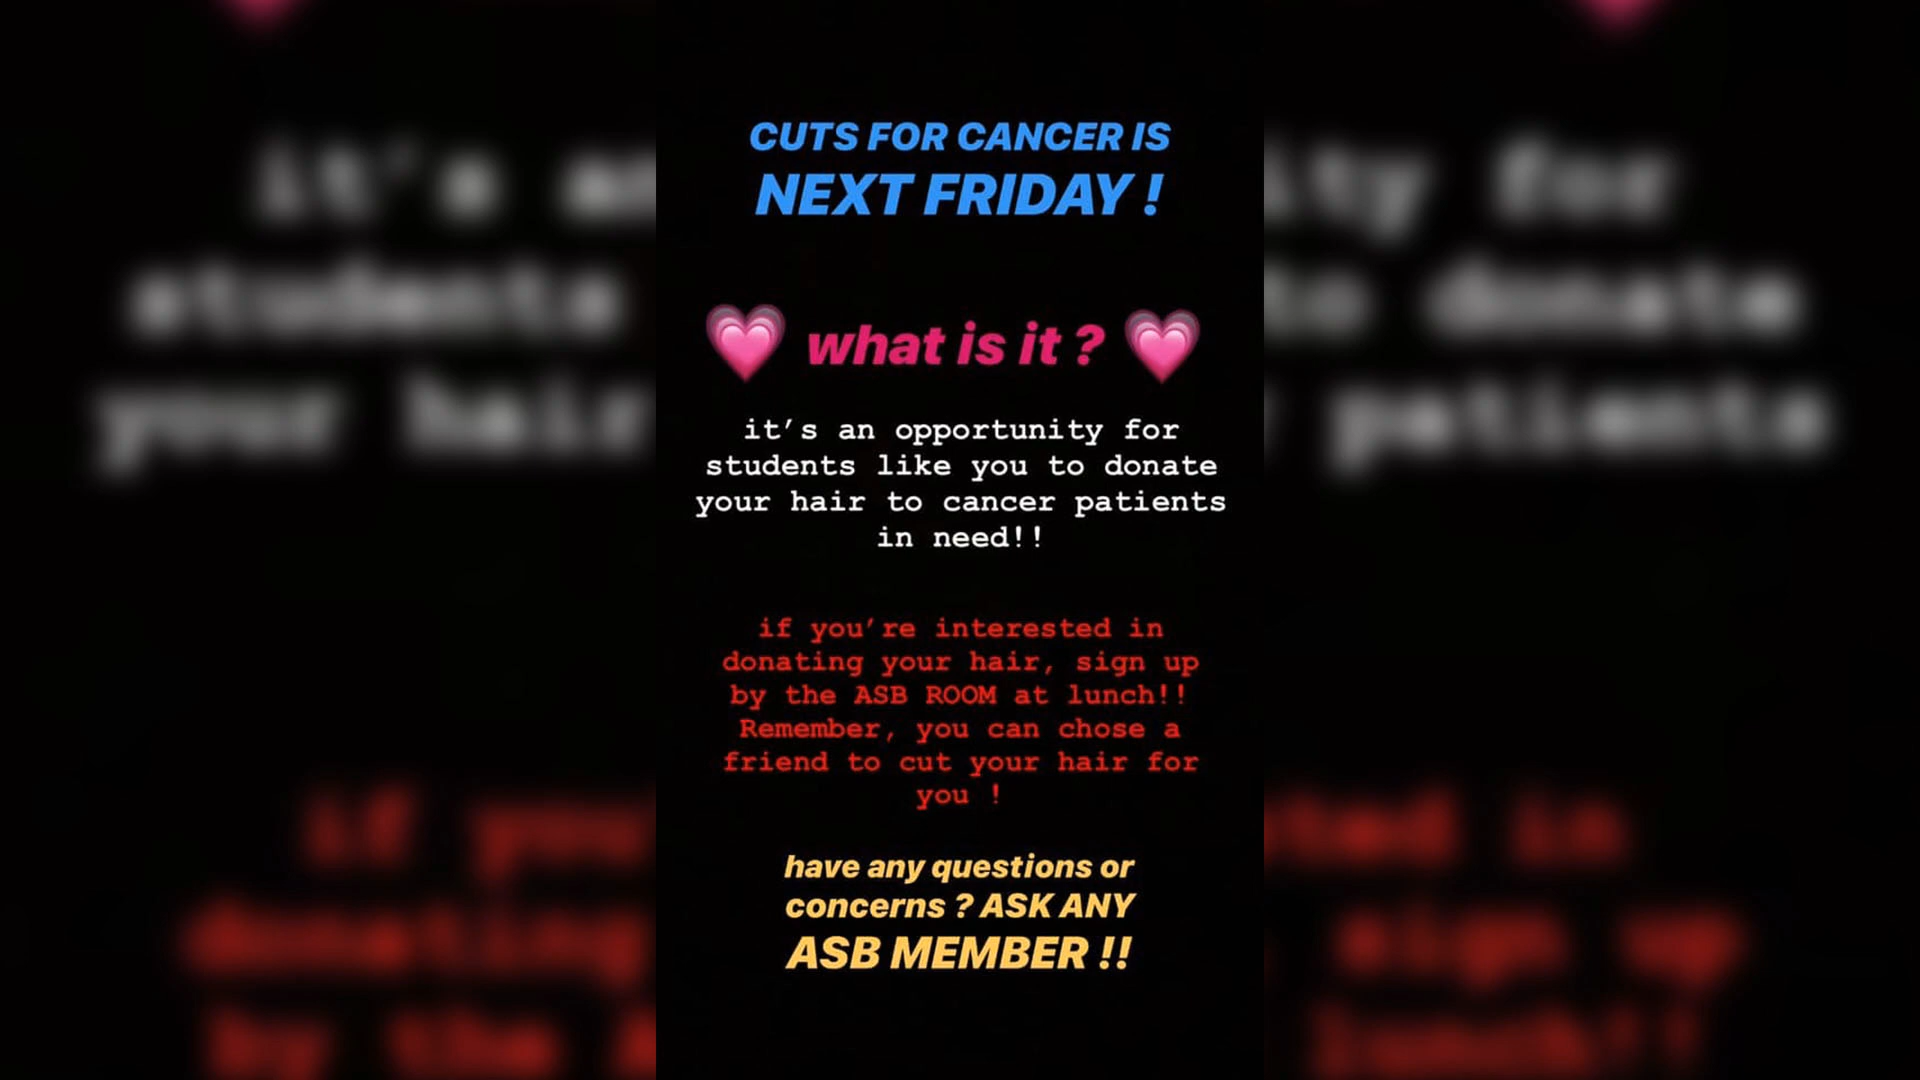 CUTS FOR CANCER IS
NEXT FRIDAY !
what is it ?
it’s an opportunity for
students like you to donate
your hair to cancer patients
in need!!
if you’re interested in
donating your hair, sign up
by the ASB ROOM at lunch!!
Remember, you can chose a
friend to cut your hair for
you !
have any questions or
concerns ? ASK ANY
ASB MEMBER !!